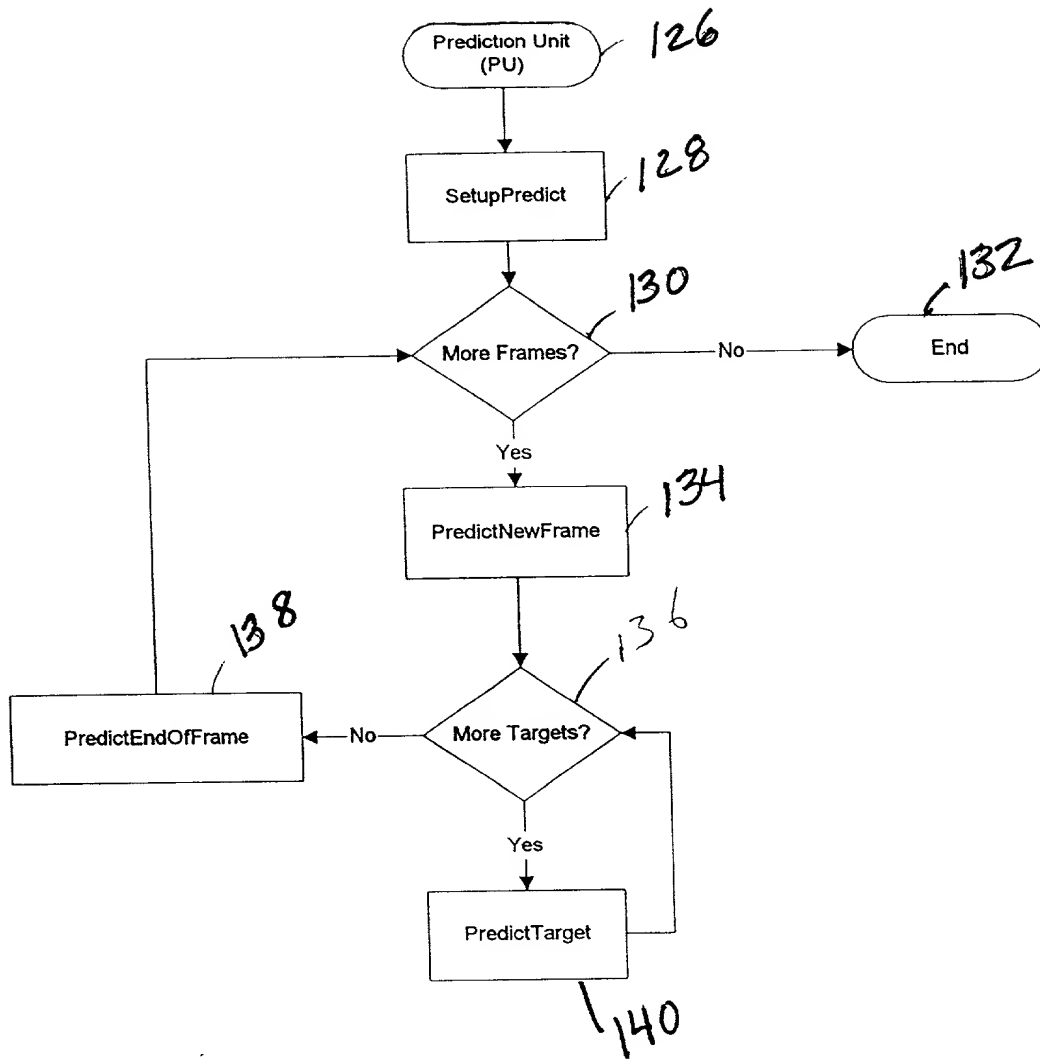 Prediction Unit
(PU)
126
SetupPredict
128
More Frames?
130
No
End
132
Yes
PredictNewFrame
134
More Targets?
136
No
PredictEndOfFrame
138
Yes
PredictTarget
140